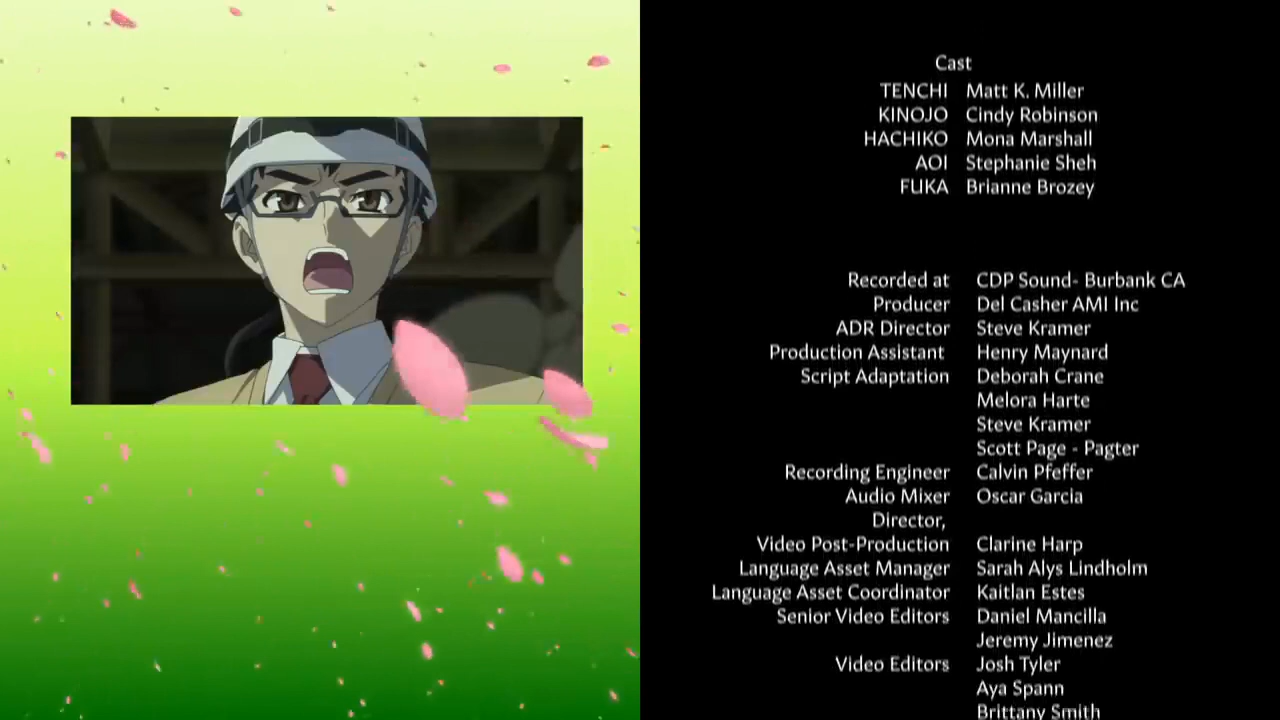 Cast
TENCHI Matt K. Miller
KINOJO Cindy Robinson
HACHIKO Mona Marshall
AOI Stephanie Sheh
FUKA Brianne Brozey
Recorded at CDP Sound- Burbank CA
Producer Del Casher AMI Inc
ADR Director Steve Kramer
Production Assistant Henry Maynard
Script Adaptation Deborah Crane
Melora Harte
Steve Kramer
Scott Page - Pagter
Recording Engineer Calvin Pfeffer
Audio Mixer Oscar Garcia
Director,
Video Post-Production Clarine Harp
Language Asset Manager Sarah Alys Lindholm
Language Asset Coordinator Kaitlan Estes
Senior Video Editors Daniel Mancilla
Jeremy Jimenez
Video Editors Josh Tyler
Aya Spann
Brittany Smith